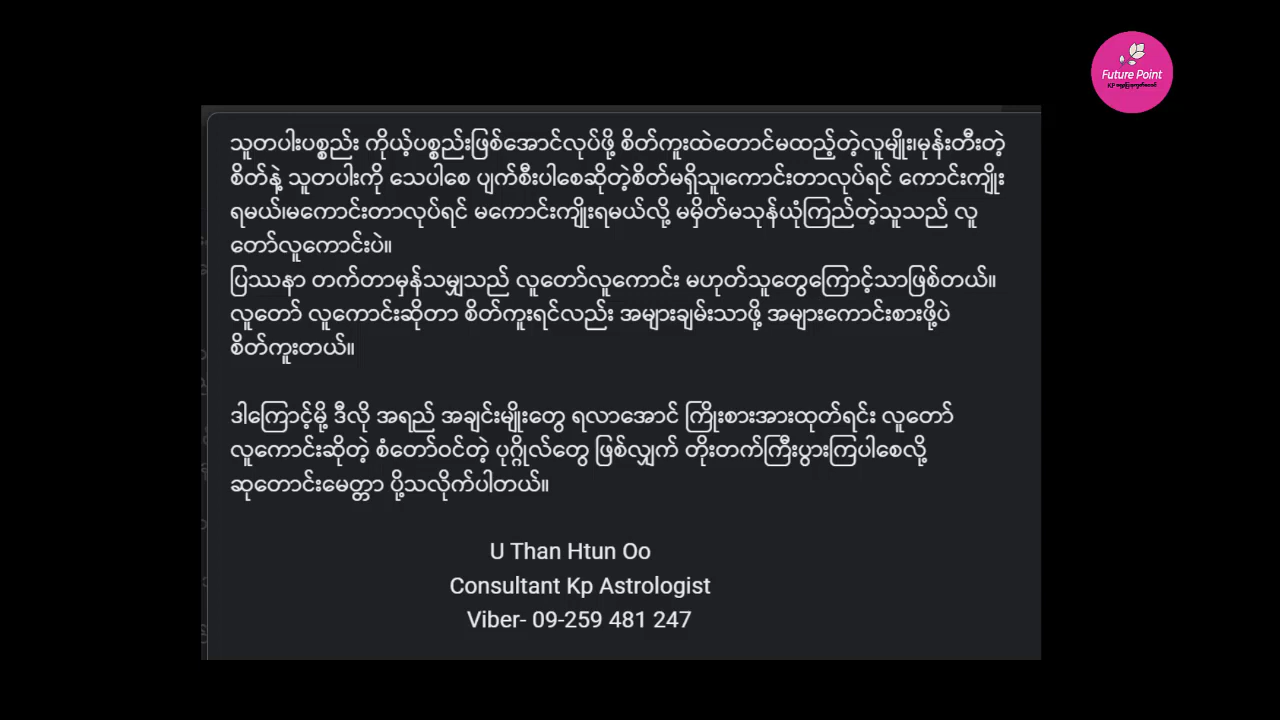 Future Point
သူတပါးပစ္စည်း ကိုယ့်ပစ္စည်းဖြစ်အောင်လုပ်ဖို့ စိတ်ကူးထဲတောင်မထည့်တဲ့လူမျိုး၊မုန်းတီးတဲ့
စိတ်နဲ့ သူတပါးကို သေပါစေ ပျက်စီးပါစေဆိုတဲ့စိတ်မရှိသူ၊ကောင်းတာလုပ်ရင် ကောင်းကျိုး
ရမယ်၊မကောင်းတာလုပ်ရင် မကောင်းကျိုးရမယ်လို့ မမှိတ်မသုန်ယုံကြည်တဲ့သူသည် လူ
တော်လူကောင်းပဲ။
ပြဿနာ တက်တာမှန်သမျှသည် လူတော်လူကောင်း မဟုတ်သူတွေကြောင့်သာဖြစ်တယ်။
လူတော် လူကောင်းဆိုတာ စိတ်ကူးရင်လည်း အများချမ်းသာဖို့ အများကောင်းစားဖို့ပဲ
စိတ်ကူးတယ်။
ဒါကြောင့်မို့ ဒီလို အရည် အချင်းမျိုးတွေ ရလာအောင် ကြိုးစားအားထုတ်ရင်း လူတော်
လူကောင်းဆိုတဲ့ စံတော်ဝင်တဲ့ ပုဂ္ဂိုလ်တွေ ဖြစ်လျှက် တိုးတက်ကြီးပွားကြပါစေလို့
ဆုတောင်းမေတ္တာ ပို့သလိုက်ပါတယ်။
U Than Htun Oo
Consultant Kp Astrologist
Viber- 09-259 481 247